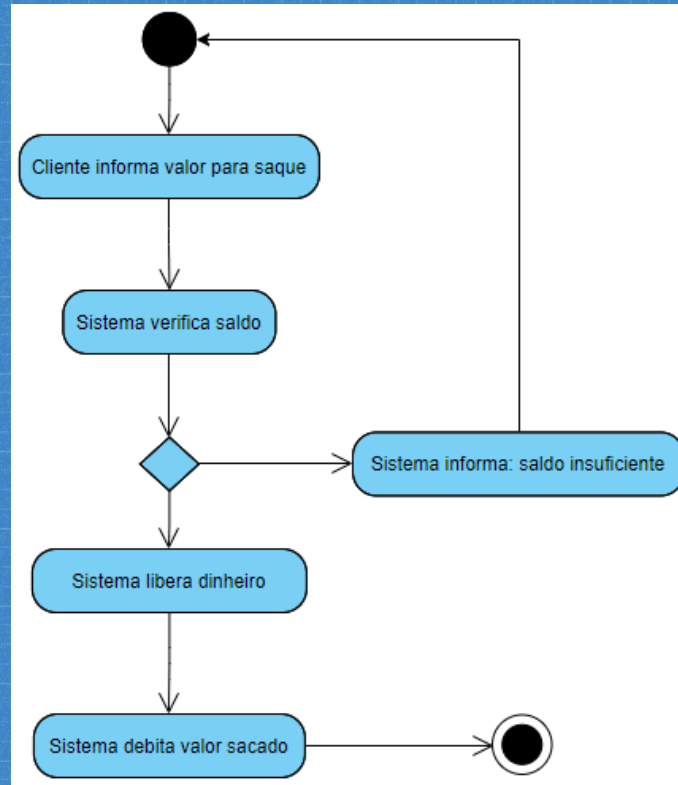 Cliente informa valor para saque
Sistema verifica saldo
Sistema informa: saldo insuficiente
Sistema libera dinheiro
Sistema debita valor sacado